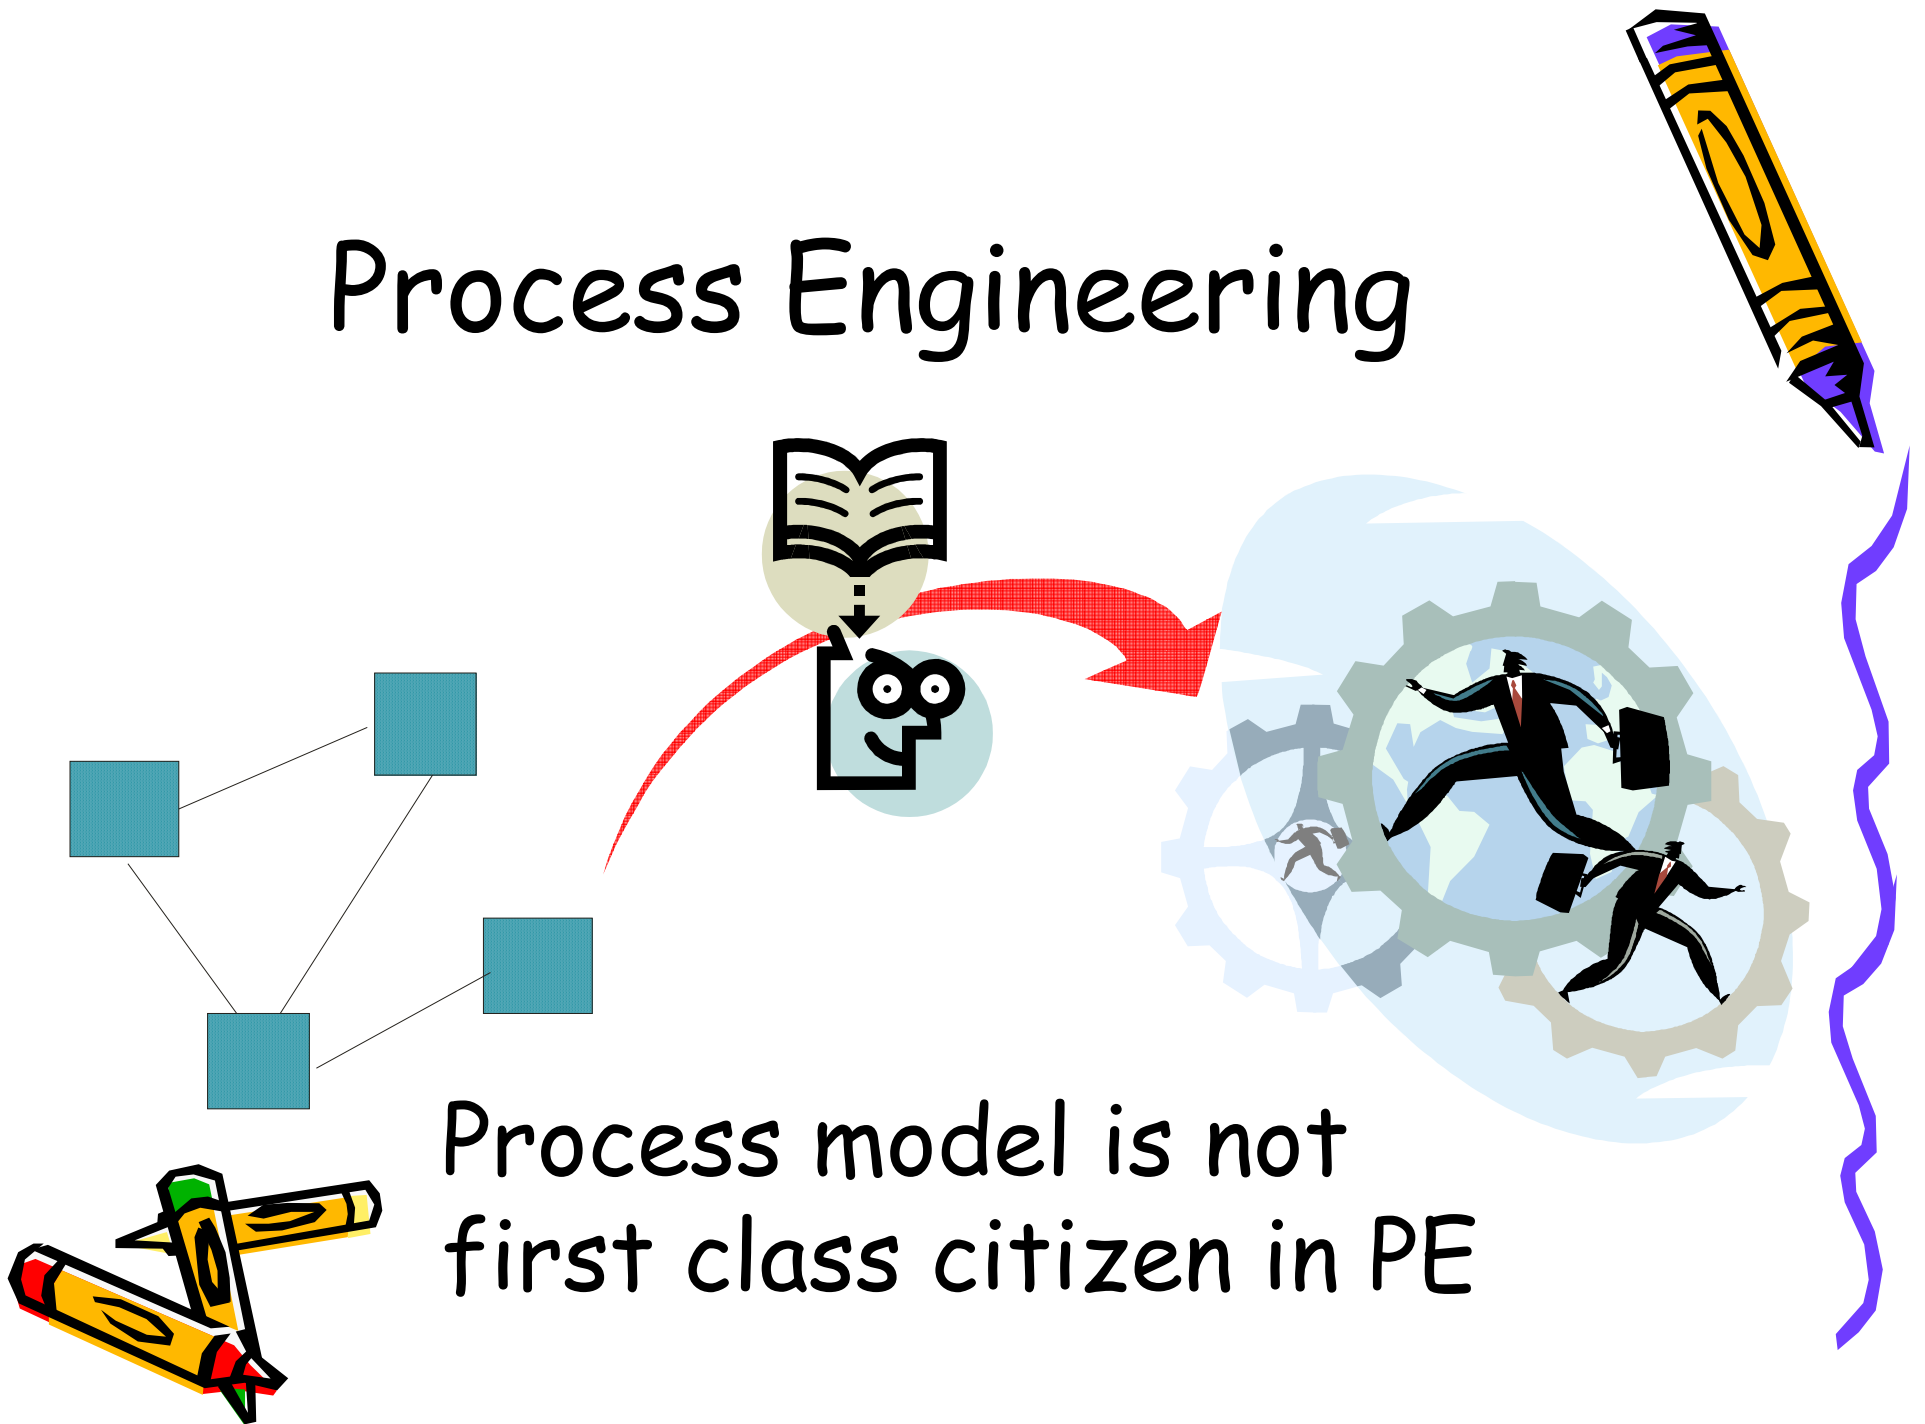 Process Engineering
Process model is not
first class citizen in PE